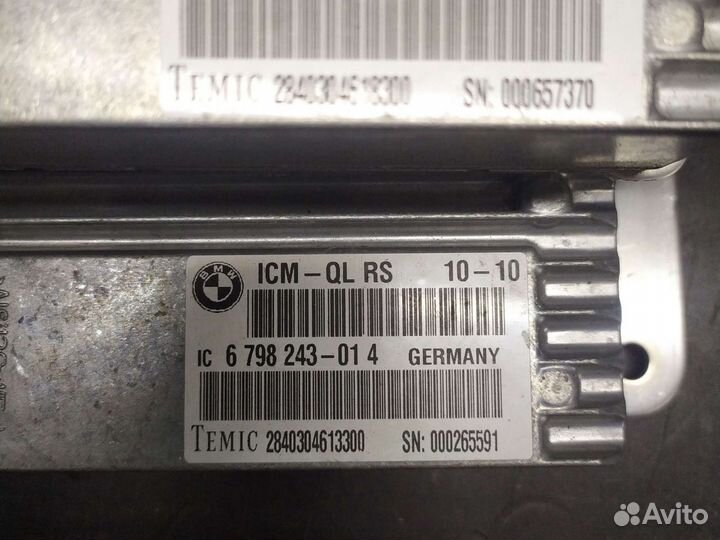 TEMIC 2840304618300 SN: 000657370
BMW
ICM-QL RS 10-10
IC 6 798 243-01 4 GERMANY
TEMIC 2840304613300 SN: 000265591
Avito